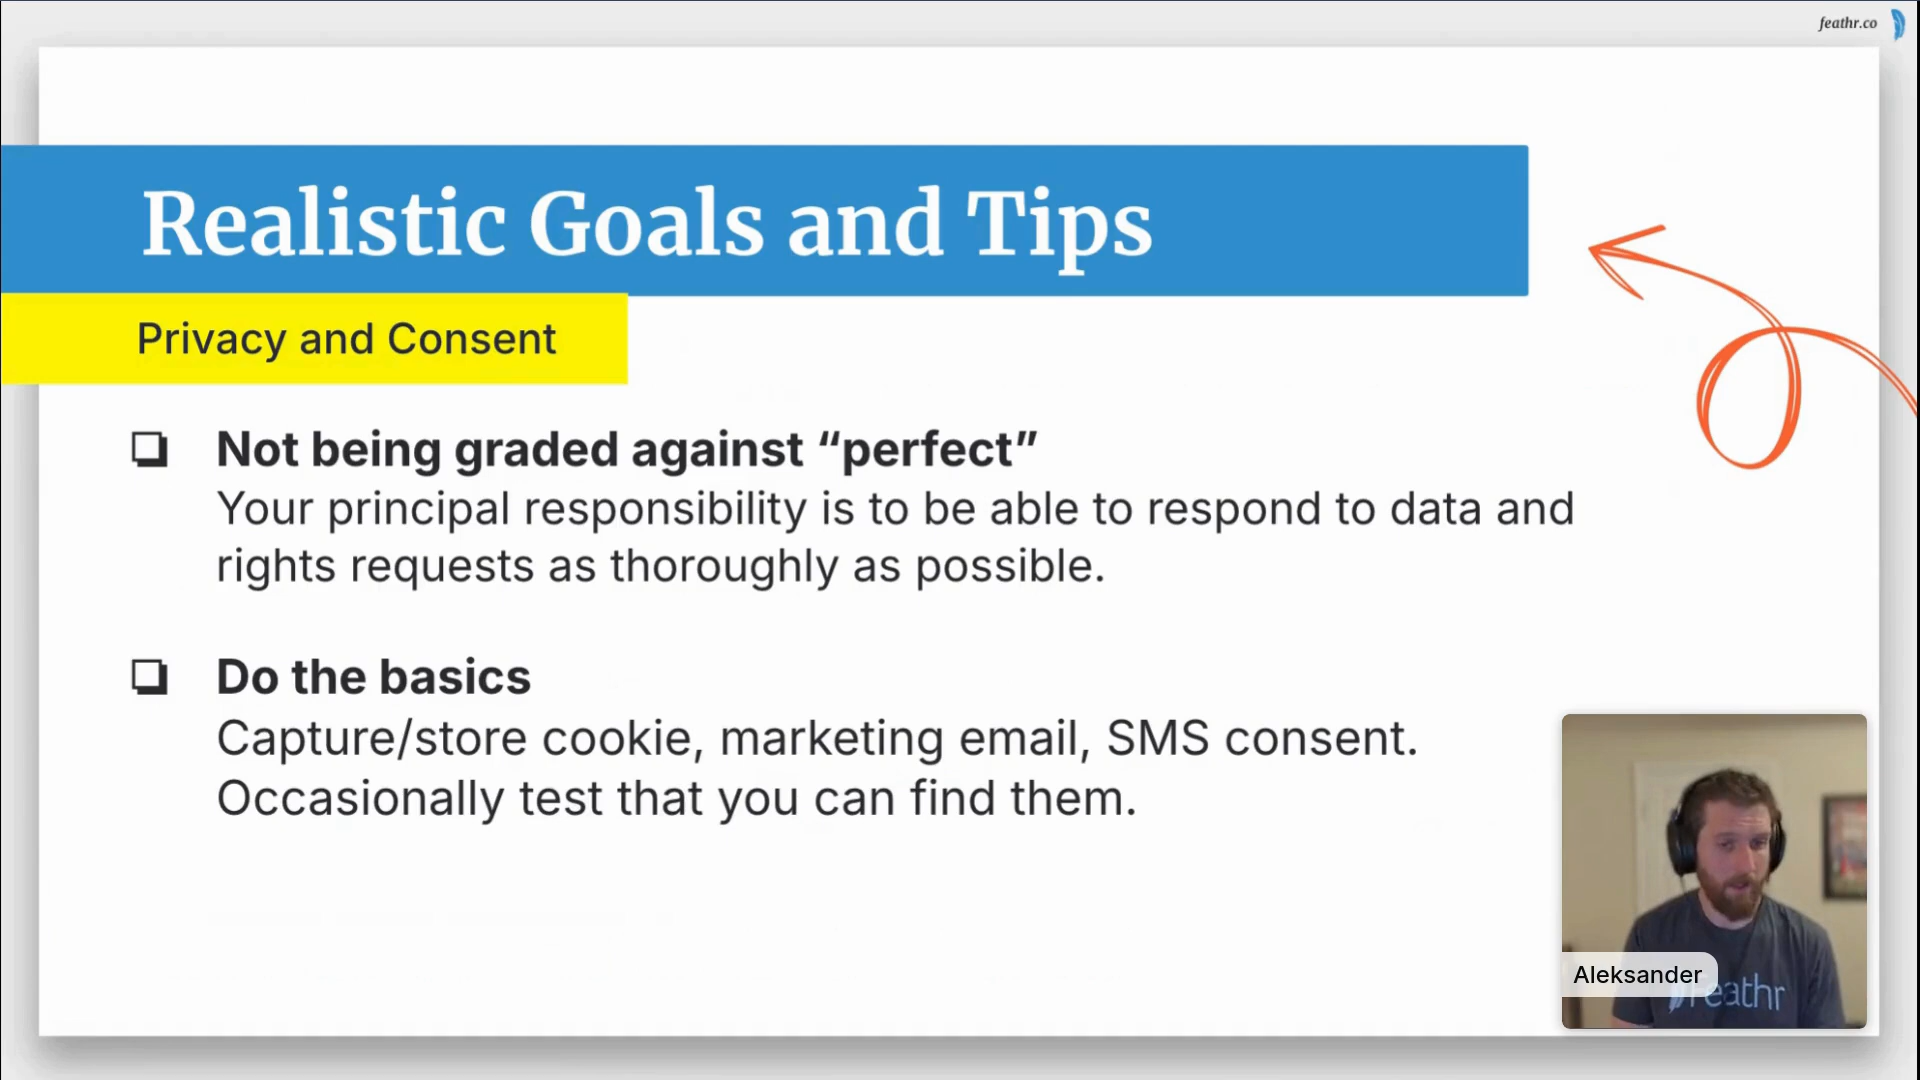 feathr.co
Realistic Goals and Tips
Privacy and Consent
❏ Not being graded against “perfect”
Your principal responsibility is to be able to respond to data and
rights requests as thoroughly as possible.
❏ Do the basics
Capture/store cookie, marketing email, SMS consent.
Occasionally test that you can find them.
Aleksander
Feathr